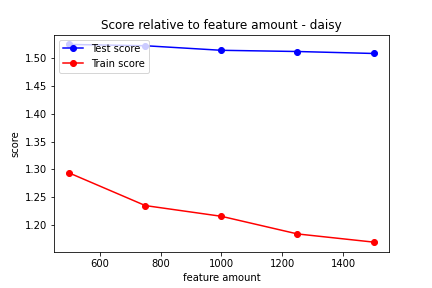 Score relative to feature amount - daisy
Test score
Train score
score
1.50
1.45
1.40
1.35
1.30
1.25
1.20
600 800 1000 1200 1400
feature amount